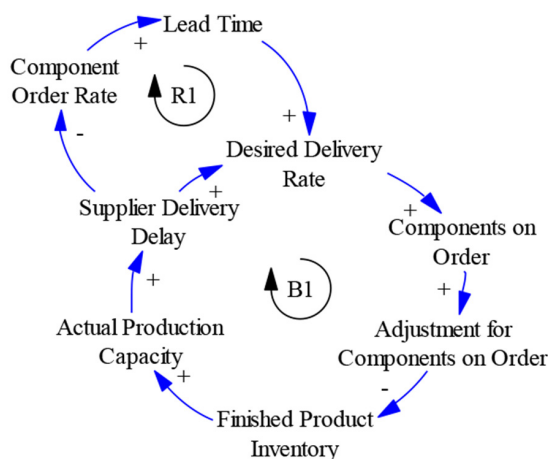 Lead Time
+
Component
Order Rate
R1
+
-
Desired Delivery
Rate
+
Supplier Delivery
Delay
+
Components on
Order
B1
+
+
Actual Production
Capacity
Adjustment for
Components on Order
+
-
Finished Product
Inventory